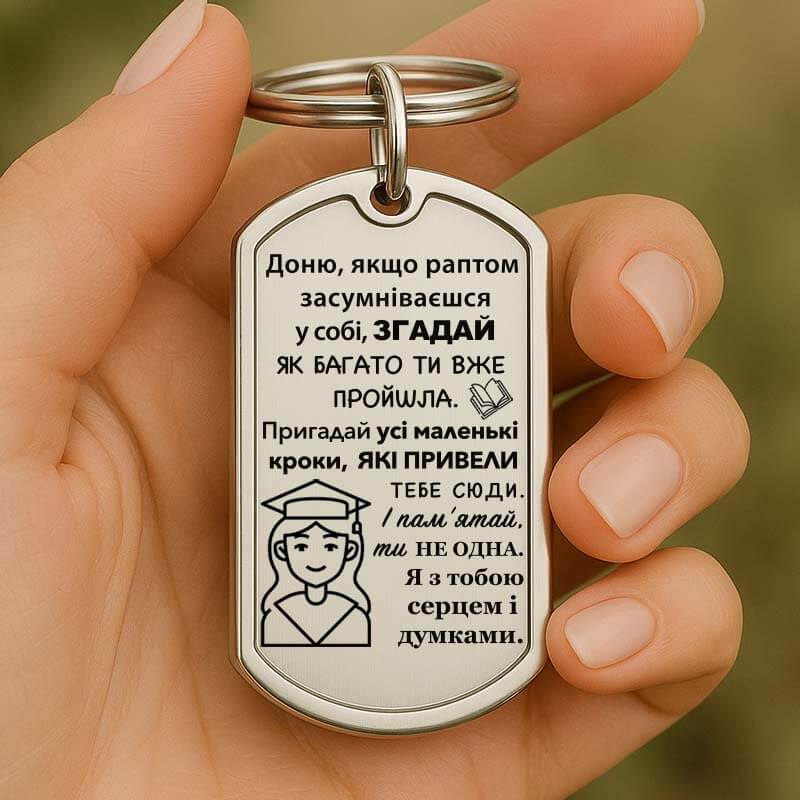 Доню, якщо раптом
засумніваєшся
у собі, ЗГАДАЙ
ЯК БАГАТО ТИ ВЖЕ
ПРОЙШЛА.
Пригадай усі маленькі
кроки, ЯКІ ПРИВЕЛИ
ТЕБЕ СЮДИ.
І пам'ятай,
ти НЕ ОДНА.
Я з тобою
серцем і
думками.